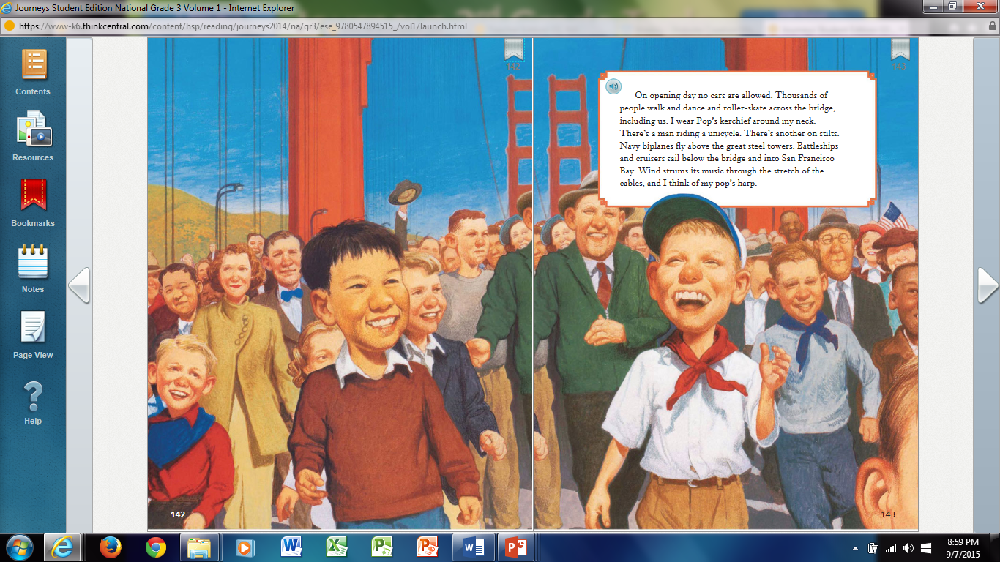 Journeys Student Edition National Grade 3 Volume 1 - Internet Explorer
https://www-k6.thinkcentral.com/content/hsp/reading/journeys2014/na/gr3/ese_9780547894515_/vol1/launch.html
Contents
Resources
Bookmarks
Notes
Page View
Help
142
143
On opening day no cars are allowed. Thousands of
people walk and dance and roller-skate across the bridge,
including us. I wear Pop's kerchief around my neck.
There's a man riding a unicycle. There's another on stilts.
Navy biplanes fly above the great steel towers. Battleships
and cruisers sail below the bridge and into San Francisco
Bay. Wind strums its music through the stretch of the
cables, and I think of my pop's harp.
142
143
8:59 PM
9/7/2015